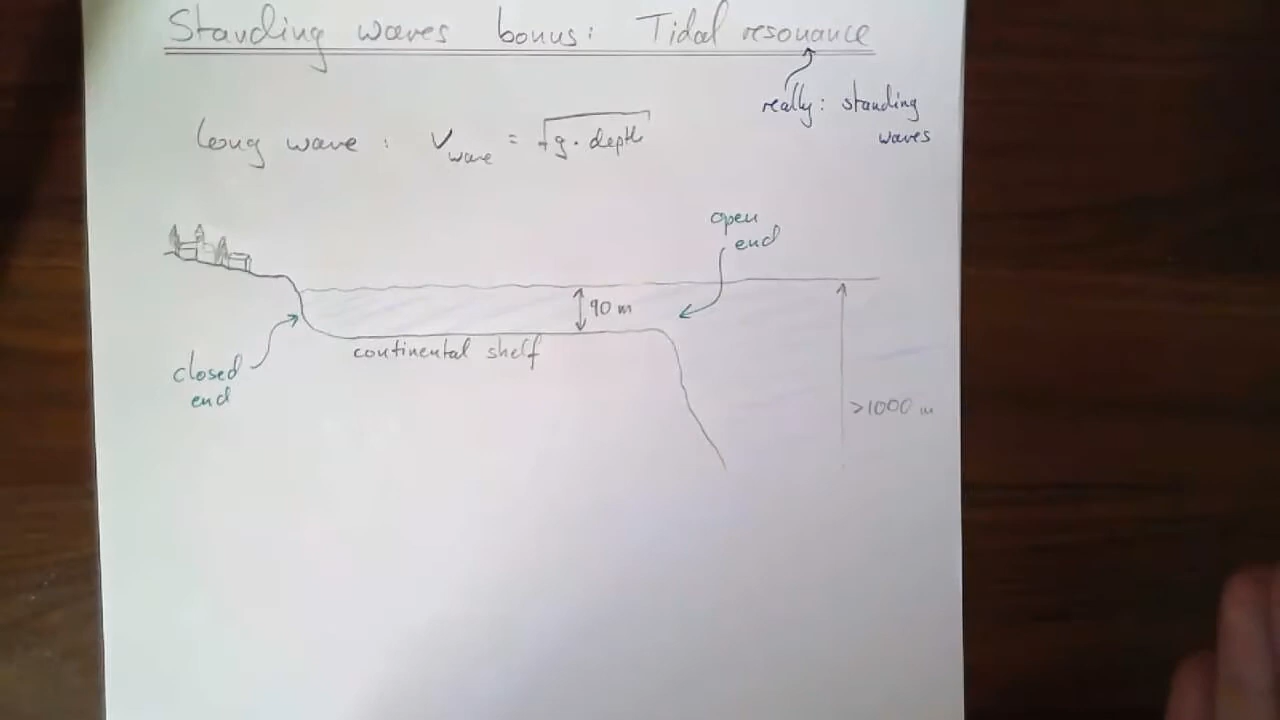 Standing waves bonus: Tidal resonance
really: standing
waves
long wave: v wave = √g · depth
open
end
90 m
continental shelf
closed
end
>1000 m